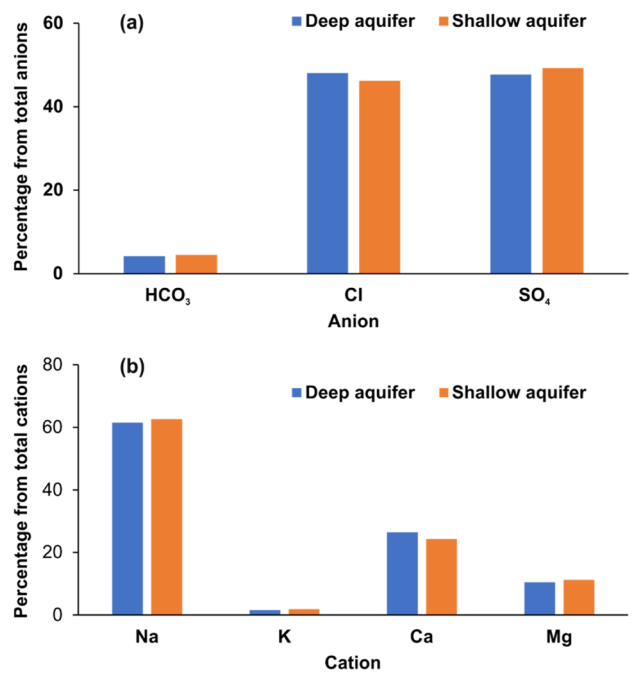 (a)
Deep aquifer Shallow aquifer
Percentage from total anions
60
40
20
0
HCO₃ Cl SO₄
Anion
(b)
Deep aquifer Shallow aquifer
Percentage from total cations
80
60
40
20
0
Na K Ca Mg
Cation